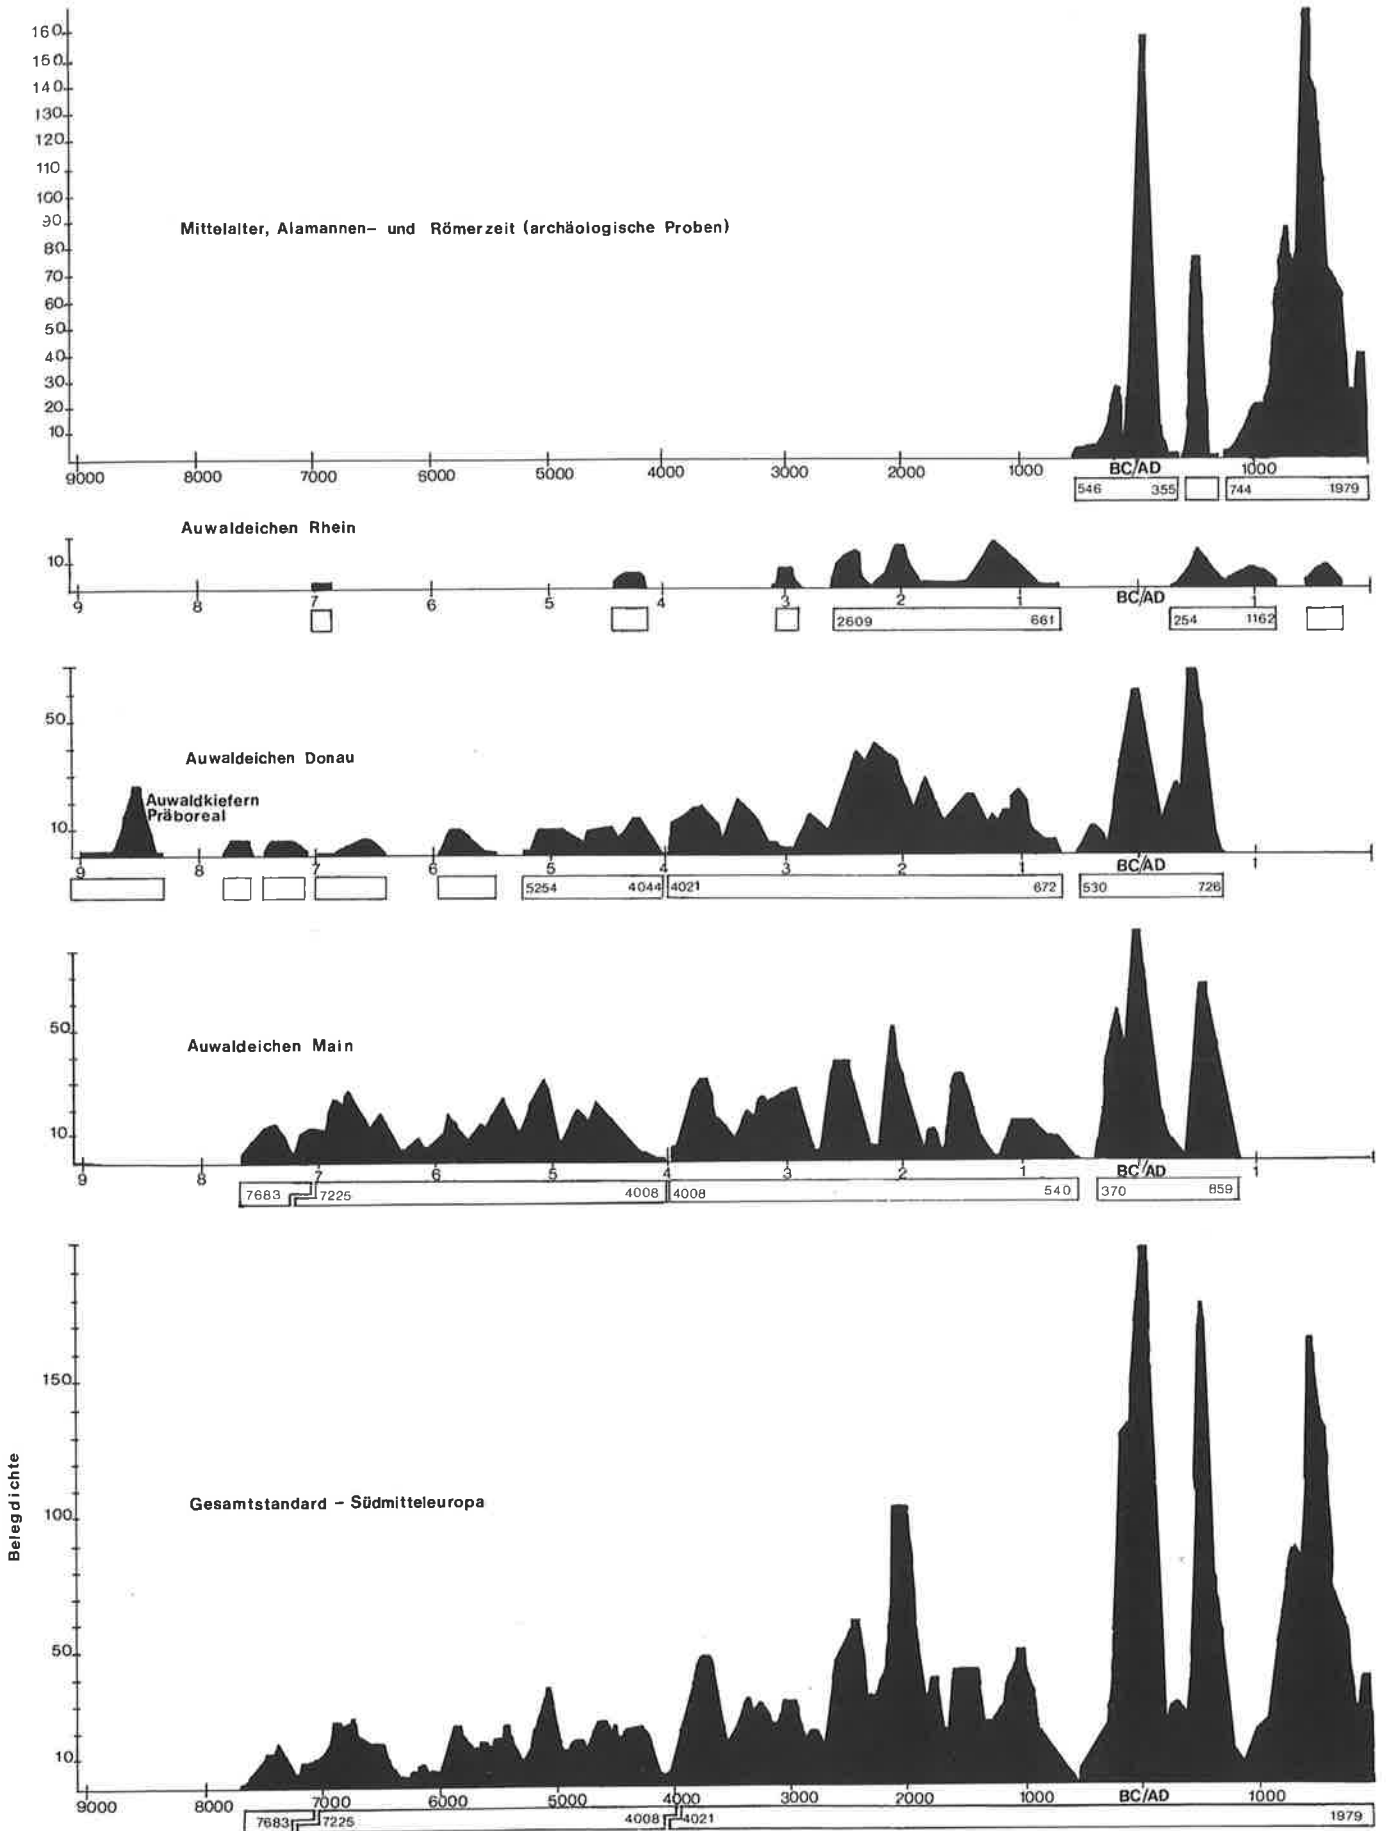 160
150
140
130
120
110
100
90
80
70
60
50
40
30
20
10
Mittelalter, Alamannen- und Römerzeit (archäologische Proben)
9000 8000 7000 6000 5000 4000 3000 2000 1000 BC/AD 1000
546 355 744 1979
Auwaldeichen Rhein
10
9 8 7 6 5 4 3 2 1 BC/AD 1
2609 661 254 1162
50
Auwaldeichen Donau
Auwaldkiefern
Präboreal
10
9 8 7 6 5 4 3 2 1 BC/AD 1
5254 4044 4021 672 530 726
50
Auwaldeichen Main
10
9 8 7 6 5 4 3 2 1 BC/AD 1
7683 7225 4008 4008 540 370 859
150
Belegdichte
Gesamtstandard - Südmitteleuropa
100
50
10
9000 8000 7000 6000 5000 4000 3000 2000 1000 BC/AD 1000
7683 7225 4008 4021 1979